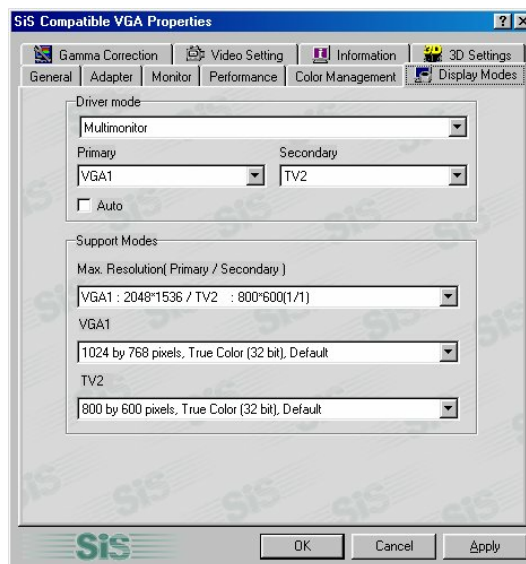 SiS Compatible VGA Properties
Gamma Correction Video Setting Information 3D Settings
General Adapter Monitor Performance Color Management Display Modes
Driver mode
Multimonitor
Primary Secondary
VGA1 TV2
Auto
Support Modes
Max. Resolution( Primary / Secondary )
VGA1 : 2048*1536 / TV2 : 800*600(1/1)
VGA1
1024 by 768 pixels, True Color (32 bit), Default
TV2
800 by 600 pixels, True Color (32 bit), Default
SiS OK Cancel Apply